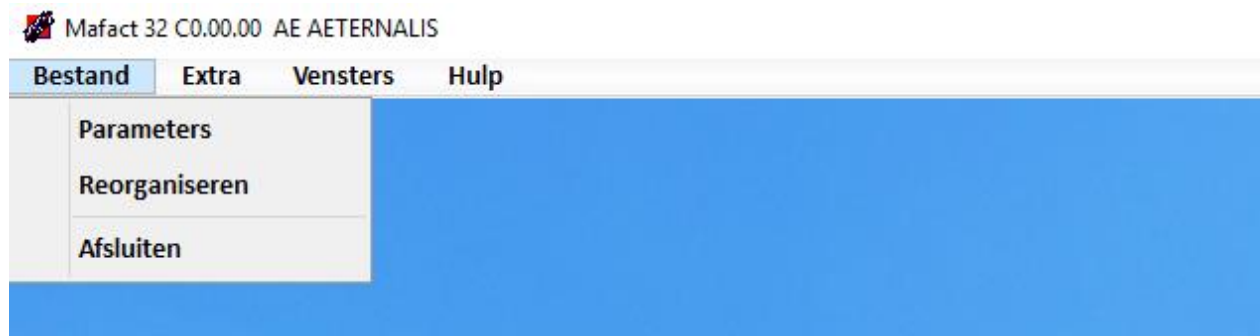 Mafact 32 C0.00.00 AE AETERNALIS
Bestand Extra Vensters Hulp
Parameters
Reorganiseren
Afsluiten